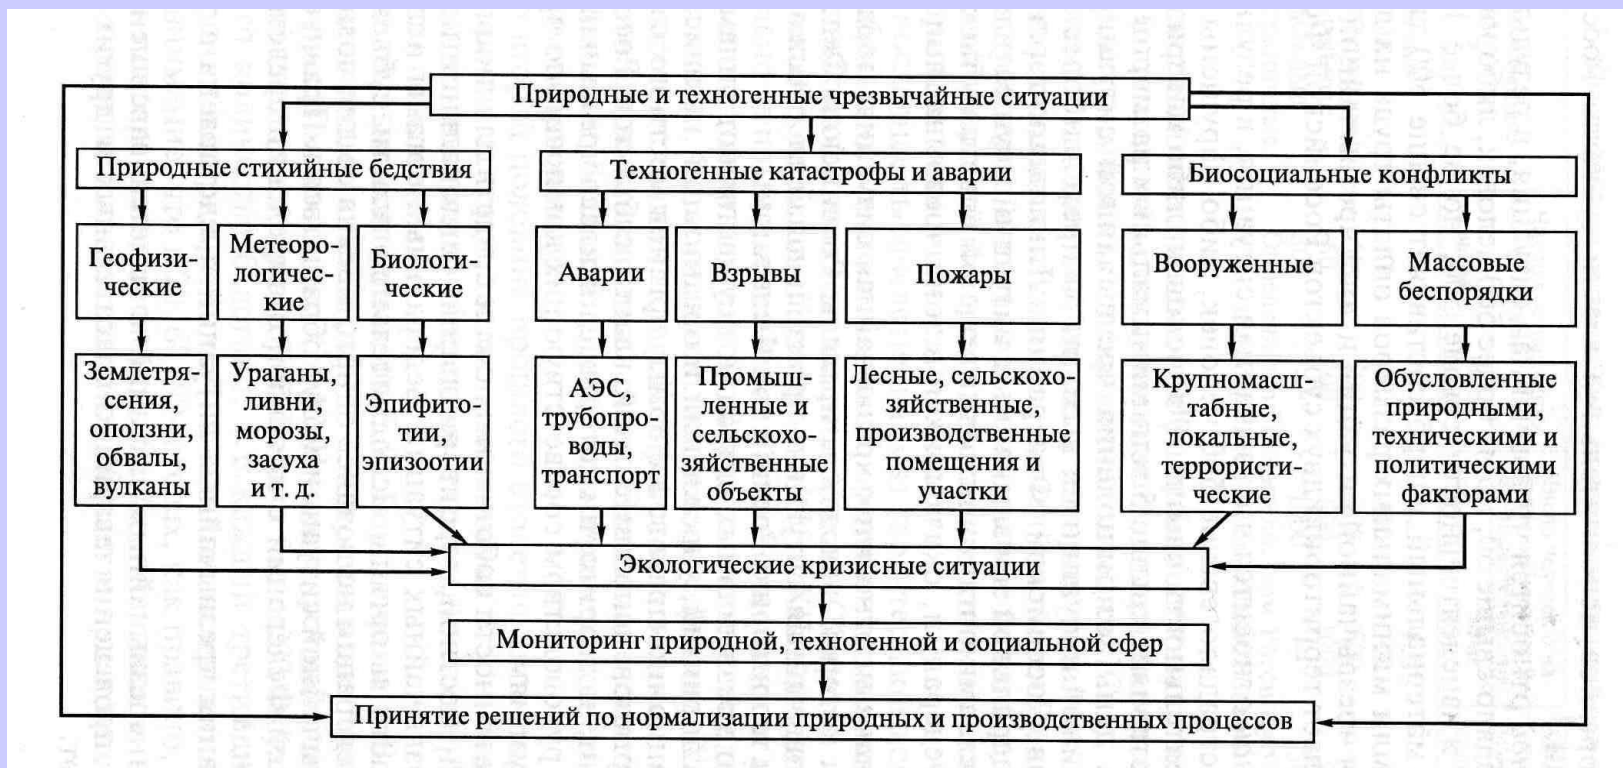 Природные и техногенные чрезвычайные ситуации
Природные стихийные бедствия
Техногенные катастрофы и аварии
Биосоциальные конфликты
Геофизи-
ческие
Метеоро-
логичес-
кие
Биологи-
ческие
Аварии
Взрывы
Пожары
Вооруженные
Массовые
беспорядки
Землетря-
сения,
оползни,
обвалы,
вулканы
Ураганы,
ливни,
морозы,
засуха
и т. д.
Эпифито-
тии,
эпизоотии
АЭС,
трубопро-
воды,
транспорт
Промыш-
ленные и
сельскохо-
зяйственные
объекты
Лесные, сельскохо-
зяйственные,
производственные
помещения и
участки
Крупномасш-
табные,
локальные,
террористи-
ческие
Обусловленные
природными,
техническими и
политическими
факторами
Экологические кризисные ситуации
Мониторинг природной, техногенной и социальной сфер
Принятие решений по нормализации природных и производственных процессов